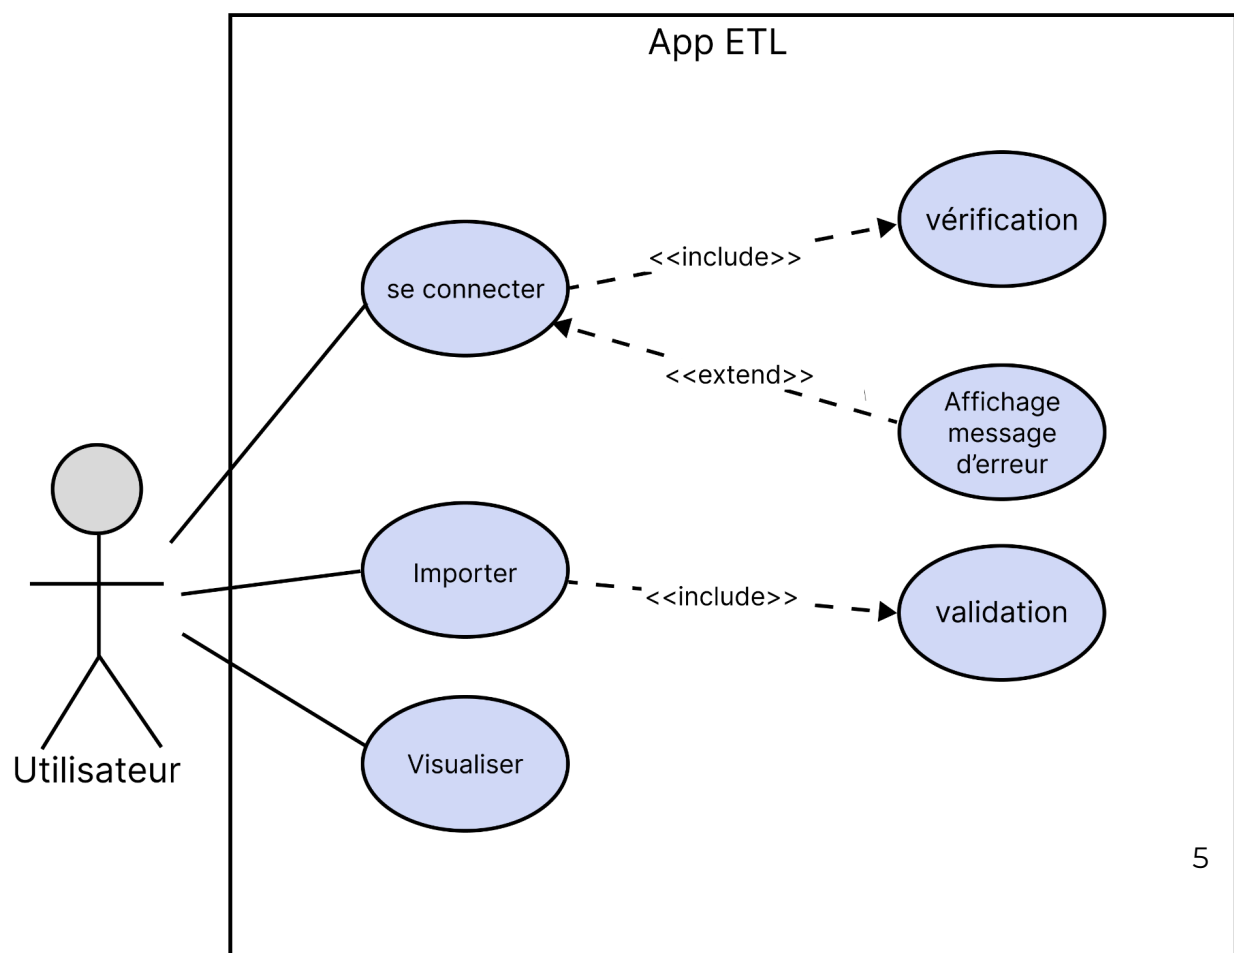 App ETL
vérification
<<include>>
se connecter
<<extend>>
Affichage
message
d’erreur
Importer
<<include>>
validation
Visualiser
Utilisateur
5